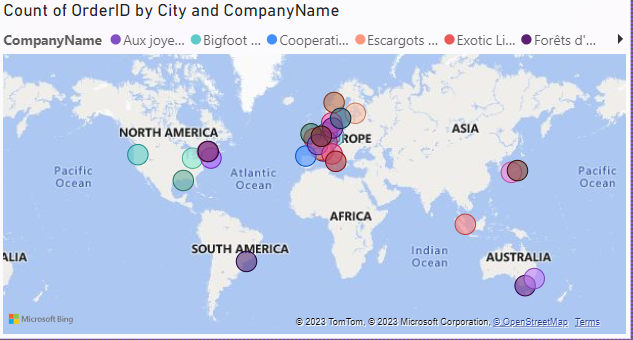 Count of OrderID by City and CompanyName
CompanyName Aux joye... Bigfoot ... Cooperati... Escargots ... Exotic Li... Forêts d'...
NORTH AMERICA
EUROPE
ASIA
Pacific Ocean
Atlantic Ocean
Pacific Ocean
AFRICA
SOUTH AMERICA
Indian Ocean
ALIA
AUSTRALIA
Microsoft Bing
© 2023 TomTom, © 2023 Microsoft Corporation, © OpenStreetMap Terms